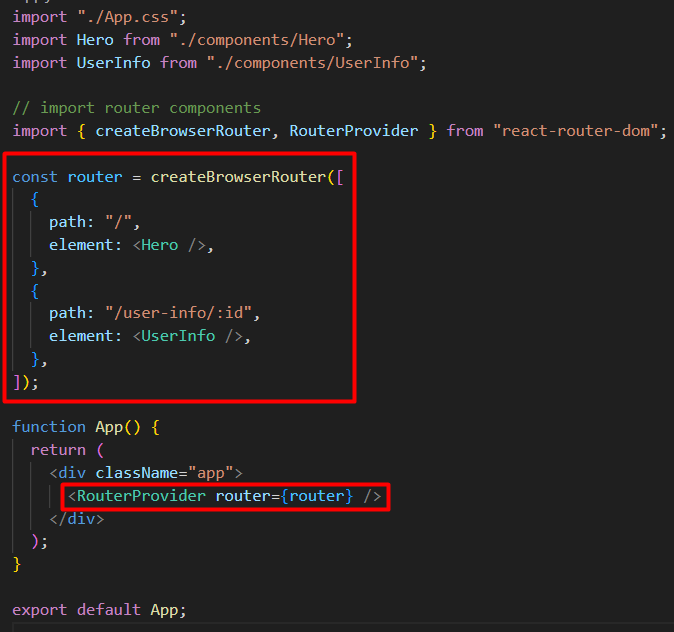 import "./App.css";
import Hero from "./components/Hero";
import UserInfo from "./components/UserInfo";
// import router components
import { createBrowserRouter, RouterProvider } from "react-router-dom";
const router = createBrowserRouter([
  {
    path: "/",
    element: <Hero />,
  },
  {
    path: "/user-info/:id",
    element: <UserInfo />,
  },
]);
function App() {
  return (
    <div className="app">
      <RouterProvider router={router} />
    </div>
  );
}
export default App;